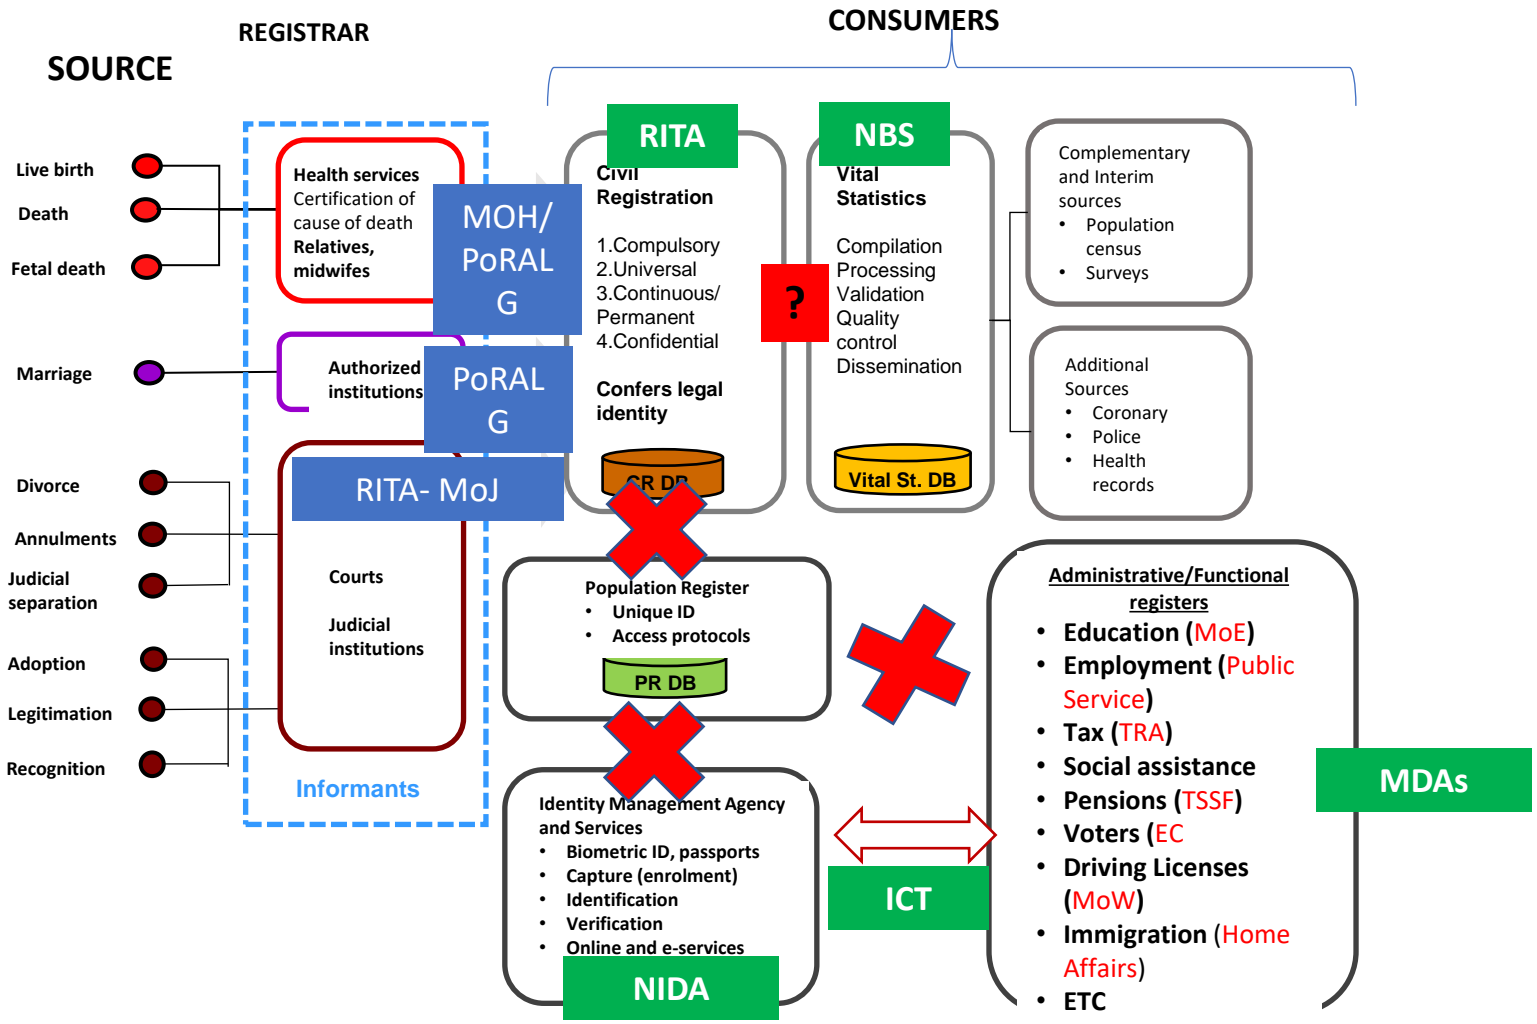 CONSUMERS
REGISTRAR
SOURCE
Live birth
Death
Fetal death
Marriage
Divorce
Annulments
Judicial
separation
Adoption
Legitimation
Recognition
Health services
Certification of
cause of death
Relatives,
midwifes
Authorized
institutions
Courts
Judicial
institutions
Informants
MOH/
PoRAL
G
PoRAL
G
RITA- MoJ
RITA
Civil
Registration
1.Compulsory
2.Universal
3.Continuous/
Permanent
4.Confidential
Confers legal
identity
CR DB
?
NBS
Vital
Statistics
Compilation
Processing
Validation
Quality
control
Dissemination
Vital St. DB
Complementary
and Interim
sources
• Population
census
• Surveys
Additional
Sources
• Coronary
• Police
• Health
records
Population Register
• Unique ID
• Access protocols
PR DB
Identity Management Agency
and Services
• Biometric ID, passports
• Capture (enrolment)
• Identification
• Verification
• Online and e-services
NIDA
ICT
Administrative/Functional
registers
• Education (MoE)
• Employment (Public
Service)
• Tax (TRA)
• Social assistance
• Pensions (TSSF)
• Voters (EC
• Driving Licenses
(MoW)
• Immigration (Home
Affairs)
• ETC
MDAs